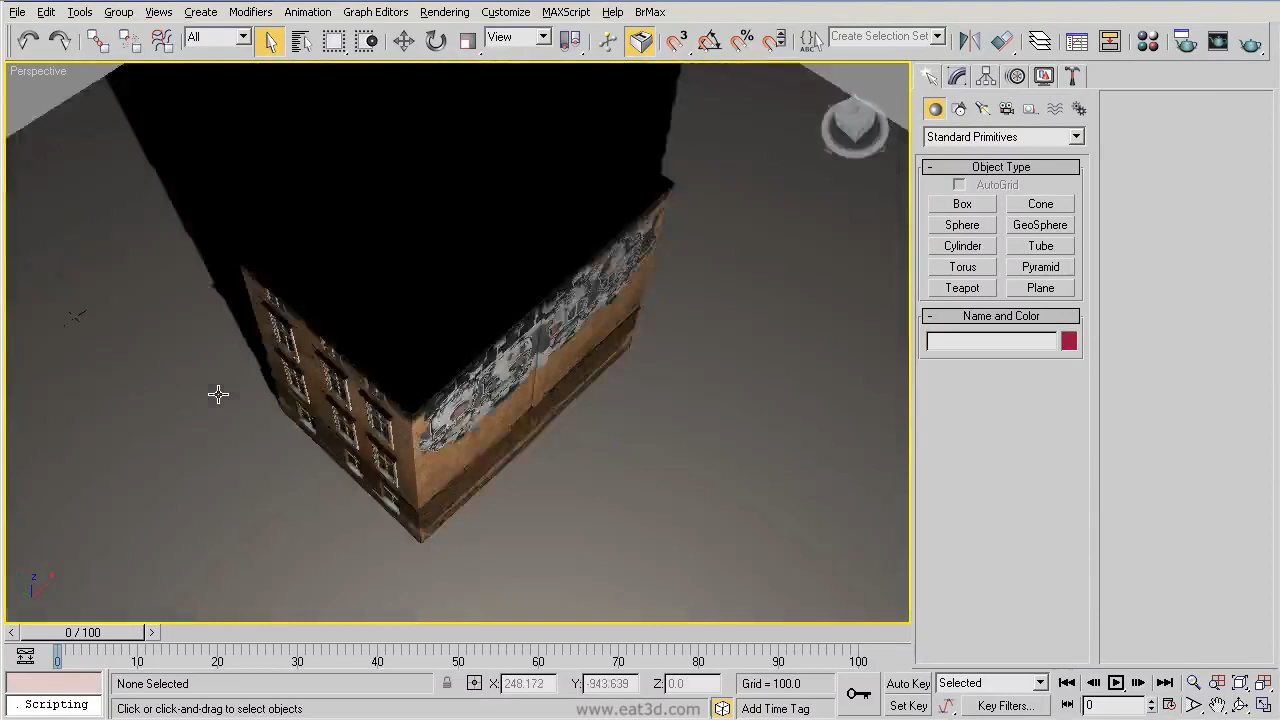 File Edit Tools Group Views Create Modifiers Animation Graph Editors Rendering Customize MAXScript Help BrMax
All View Create Selection Set
Perspective
Standard Primitives
- Object Type
AutoGrid
Box Cone
Sphere GeoSphere
Cylinder Tube
Torus Pyramid
Teapot Plane
- Name and Color
z
< 0 / 100 >
0 10 20 30 40 50 60 70 80 90 100
None Selected X: 248.172 Y: -943.639 Z: 0.0 Grid = 100.0 Auto Key Selected
Scripting Click or click-and-drag to select objects www.eat3d.com Add Time Tag Set Key Key Filters... 0